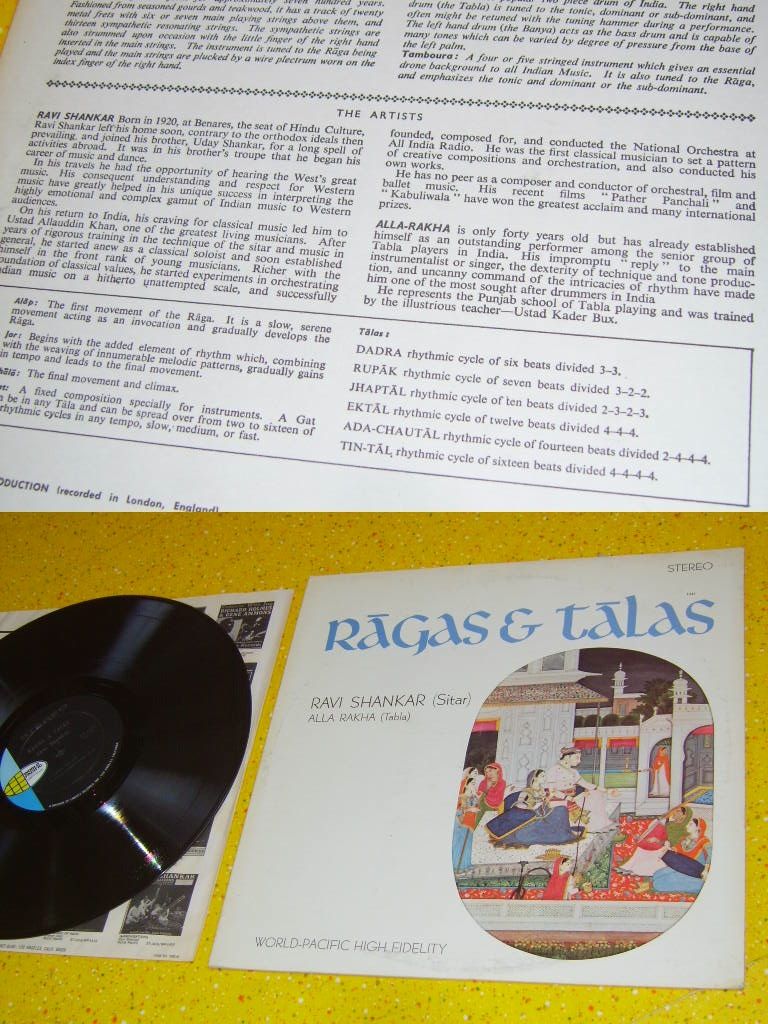 Fashioned from seasoned gourds and teakwood, it has a track of twenty
metal frets with six or seven main playing strings above them, and
thirteen sympathetic resonating strings. The sympathetic strings are
also strummed upon occasion with the little finger of the right hand
inserted in the main strings. The instrument is tuned to the Rāga being
played and the main strings are plucked by a wire plectrum worn on the
index finger of the right hand.
drum (the Tabla) is tuned to the tonic, dominant or sub-dominant, and
often might be retuned with the tuning hammer during a performance.
The left hand drum (the Banya) acts as the bass drum and is capable of
many tones which can be varied by degree of pressure from the base of
the left palm.
Tamboura: A four or five stringed instrument which gives an essential
drone background to all Indian Music. It is also tuned to the Rāga,
and emphasizes the tonic and dominant or the sub-dominant.
THE ARTISTS
RAVI SHANKAR Born in 1920, at Benares, the seat of Hindu Culture,
Ravi Shankar left his home soon, contrary to the orthodox ideals then
prevailing, and joined his brother, Uday Shankar, for a long spell of
activities abroad. It was in his brother's troupe that he began his
career of music and dance.
In his travels he had the opportunity of hearing the West's great
music. His consequent understanding and respect for Western
music have greatly helped in his unique success in interpreting the
highly emotional and complex gamut of Indian music to Western
audiences.
On his return to India, his craving for classical music led him to
Ustad Allauddin Khan, one of the greatest living musicians. After
years of rigorous training in the technique of the sitar and music in
general, he started anew as a classical soloist and soon established
himself in the front rank of young musicians. Richer with the
foundation of classical values, he started experiments in orchestrating
Indian music on a hitherto unattempted scale, and successfully
founded, composed for, and conducted the National Orchestra at
All India Radio. He was the first classical musician to set a pattern
of creative compositions and orchestration, and also conducted his
own works.
He has no peer as a composer and conductor of orchestral, film and
ballet music. His recent films "Pather Panchali" and
"Kabuliwala" have won the greatest acclaim and many international
prizes.
ALLA-RAKHA is only forty years old but has already established
himself as an outstanding performer among the senior group of
Tabla players in India. His impromptu "reply" to the main
instrumentalist or singer, the dexterity of technique and tone produc-
tion, and uncanny command of the intricacies of rhythm have made
him one of the most sought after drummers in India
He represents the Punjab school of Tabla playing and was trained
by the illustrious teacher—Ustad Kader Bux.
Alāp: The first movement of the Rāga. It is a slow, serene
movement acting as an invocation and gradually develops the
Rāga.
Jor: Begins with the added element of rhythm which, combining
with the weaving of innumerable melodic patterns, gradually gains
in tempo and leads to the final movement.
The final movement and climax.
A fixed composition specially for instruments. A Gat
be in any Tāla and can be spread over from two to sixteen of
rhythmic cycles in any tempo, slow, medium, or fast.
Tālas:
DADRA rhythmic cycle of six beats divided 3–3.
RUPĀK rhythmic cycle of seven beats divided 3–2–2.
JHAPTĀL rhythmic cycle of ten beats divided 2–3–2–3.
EKTĀL rhythmic cycle of twelve beats divided 4–4–4.
ADA-CHAUTĀL rhythmic cycle of fourteen beats divided 2–4–4–4.
TIN-TĀL, rhythmic cycle of sixteen beats divided 4–4–4–4.
(recorded in London, England)
STEREO
RĀGAS & TĀLAS
RAVI SHANKAR (Sitar)
ALLA RAKHA (Tabla)
WORLD-PACIFIC HIGH FIDELITY
RICHARD HOLMES
& GENE AMMONS